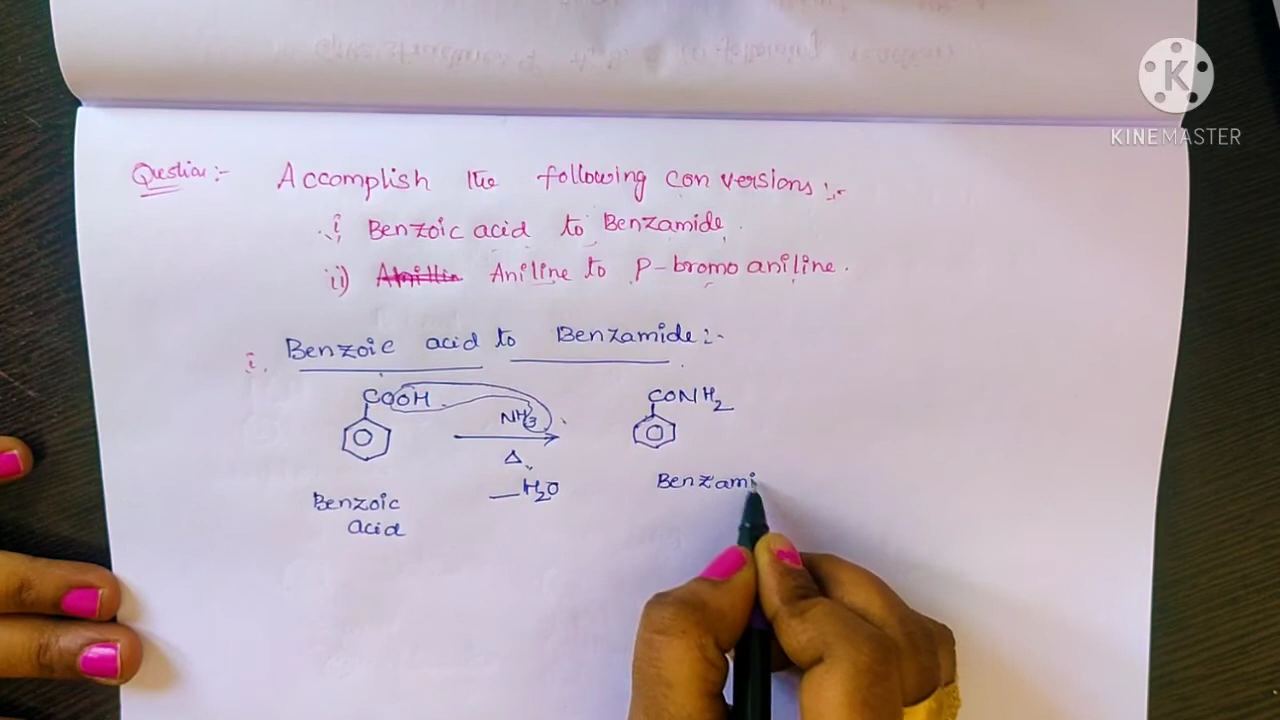 K
KINEMASTER
Question:- Accomplish the following conversions:-
i, Benzoic acid to Benzamide.
ii) Aniline to P-bromo aniline.
i. Benzoic acid to Benzamide:-
COOH
NH3
CONH2
Δ
—H2O
Benzami
Benzoic
acid